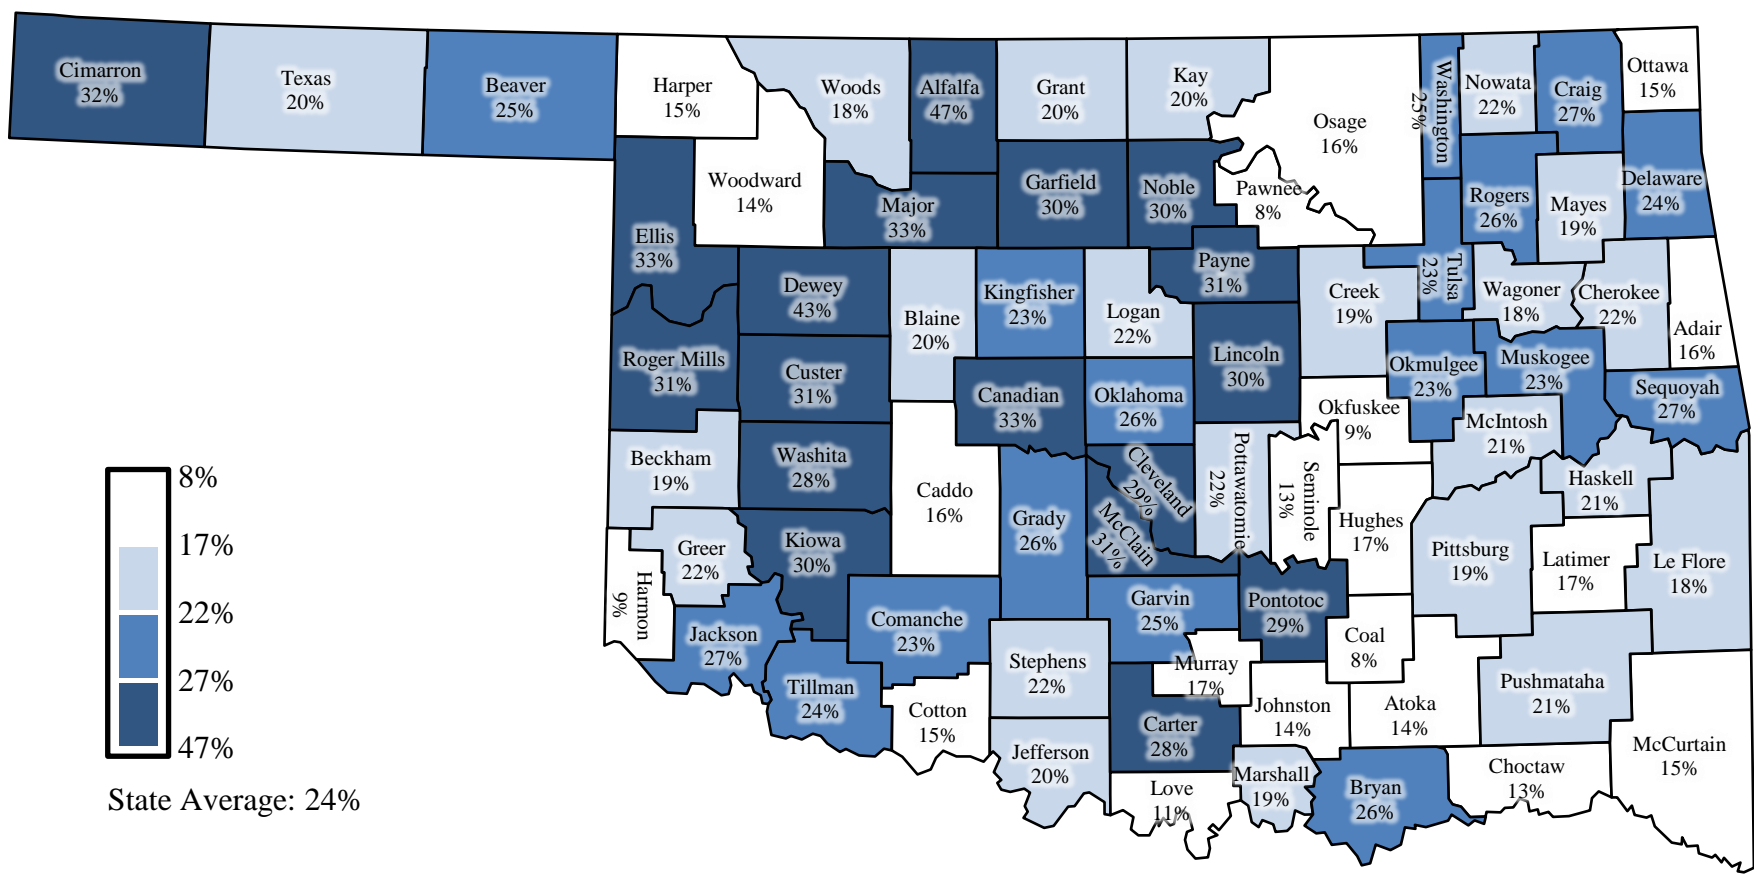 Cimarron
32%
Texas
20%
Beaver
25%
Harper
15%
Woods
18%
Alfalfa
47%
Grant
20%
Kay
20%
Osage
16%
Washington
25%
Nowata
22%
Craig
27%
Ottawa
15%
Woodward
14%
Major
33%
Garfield
30%
Noble
30%
Pawnee
8%
Rogers
26%
Mayes
19%
Delaware
24%
Ellis
33%
Dewey
43%
Blaine
20%
Kingfisher
23%
Logan
22%
Payne
31%
Creek
19%
Tulsa
23%
Wagoner
18%
Cherokee
22%
Adair
16%
Roger Mills
31%
Custer
31%
Canadian
33%
Oklahoma
26%
Lincoln
30%
Okfuskee
9%
Okmulgee
23%
Muskogee
23%
Sequoyah
27%
McIntosh
21%
Beckham
19%
Washita
28%
Caddo
16%
Grady
26%
Cleveland
29%
McClain
31%
Pottawatomie
22%
Seminole
13%
Hughes
17%
Pittsburg
19%
Haskell
21%
Latimer
17%
Le Flore
18%
Harmon
9%
Greer
22%
Kiowa
30%
Jackson
27%
Tillman
24%
Comanche
23%
Cotton
15%
Stephens
22%
Garvin
25%
Murray
17%
Pontotoc
29%
Coal
8%
Johnston
14%
Atoka
14%
Pushmataha
21%
McCurtain
15%
Jefferson
20%
Carter
28%
Love
11%
Marshall
19%
Bryan
26%
Choctaw
13%
8%
17%
22%
27%
47%
State Average: 24%